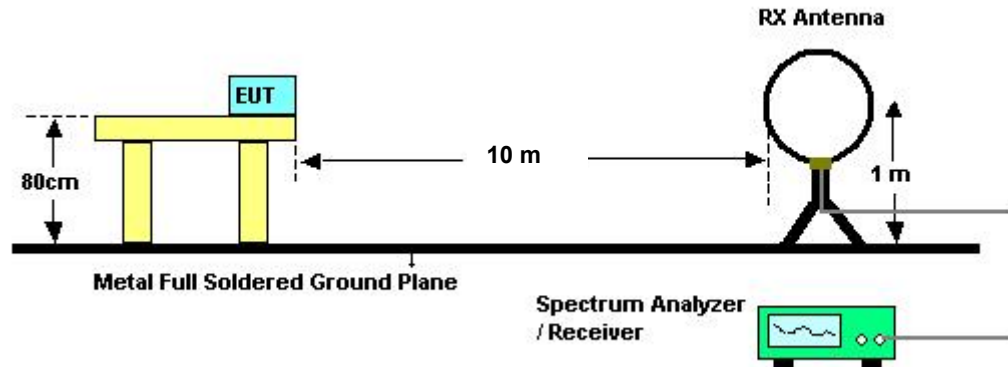 RX Antenna
EUT
10 m
80cm
1 m
Metal Full Soldered Ground Plane
Spectrum Analyzer
/ Receiver